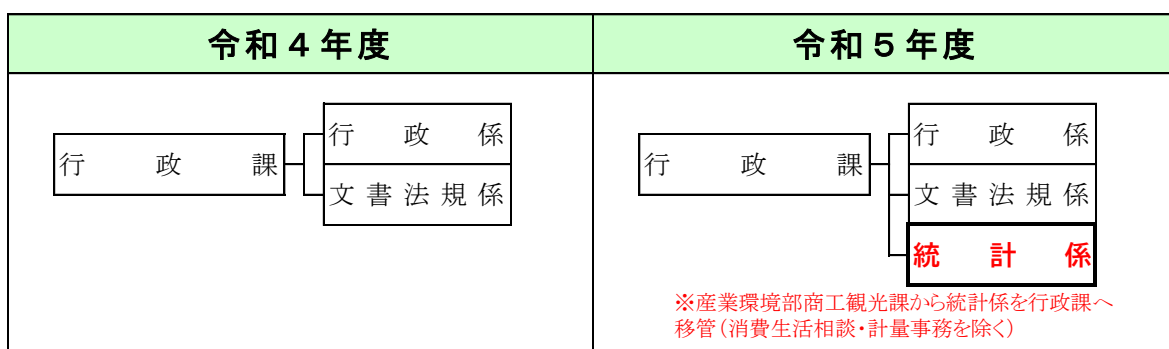 令和４年度
令和５年度
行政課
行政係
文書法規係
行政課
行政係
文書法規係
統計係
※産業環境部商工観光課から統計係を行政課へ
移管(消費生活相談・計量事務を除く)